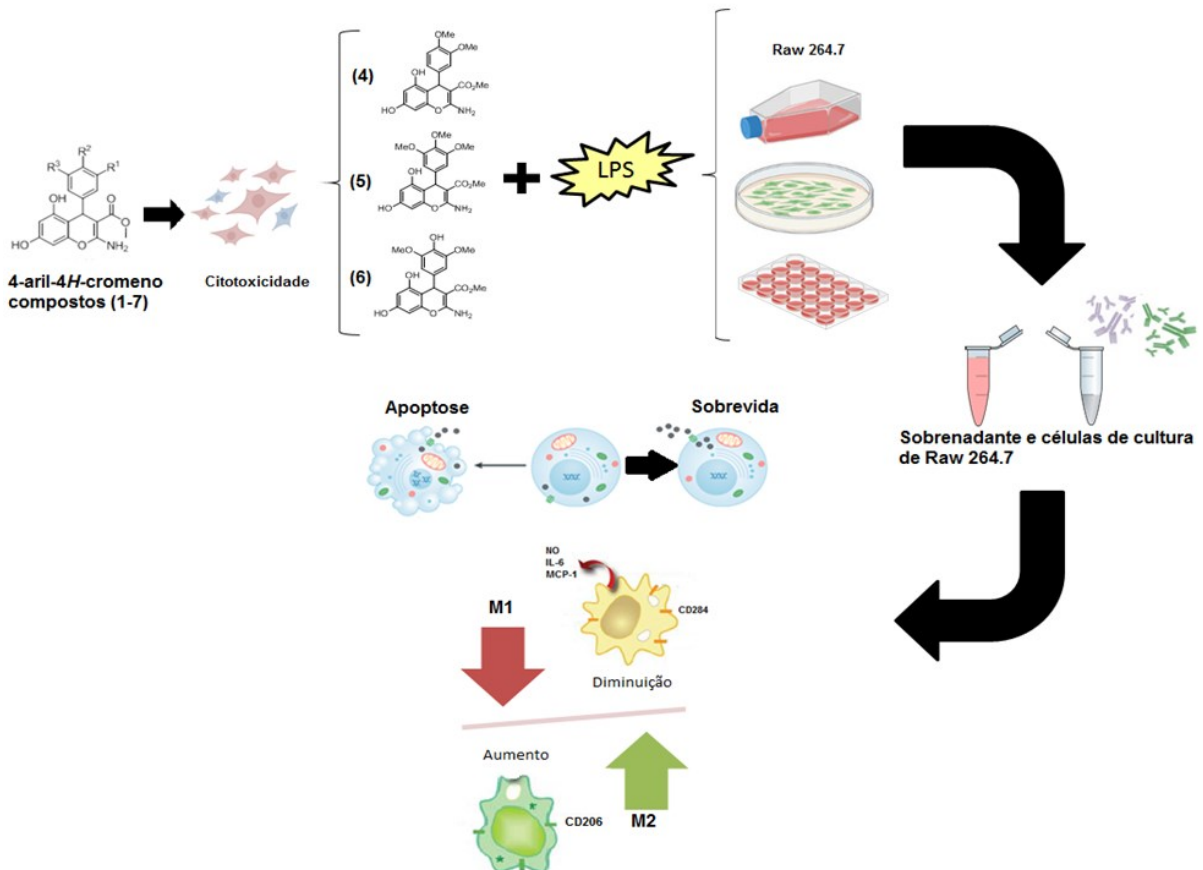 R³
R²
R¹
OH
O
O
HO
O
NH₂
4-aril-4H-cromeno
compostos (1-7)
Citotoxicidade
(4)
OMe
OMe
OH
CO₂Me
HO
O
NH₂
(5)
OMe
MeO
OMe
OH
CO₂Me
HO
O
NH₂
(6)
OH
MeO
OMe
OH
CO₂Me
HO
O
NH₂
LPS
Raw 264.7
Sobrenadante e células de cultura
de Raw 264.7
Apoptose
Sobrevida
NO
IL-6
MCP-1
M1
CD284
Diminuição
Aumento
CD206
M2